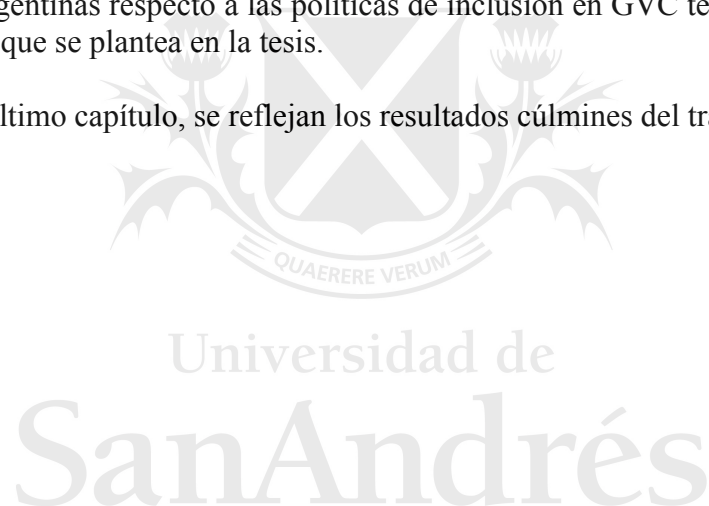 gentinas respecto a las políticas de inclusión en GVC te
que se plantea en la tesis.
ltimo capítulo, se reflejan los resultados cúlmines del tra
QUAERERE VERUM
Universidad de
SanAndrés